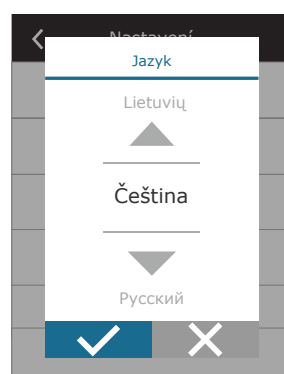 Nastavení
Jazyk
Lietuvių
Čeština
Русский